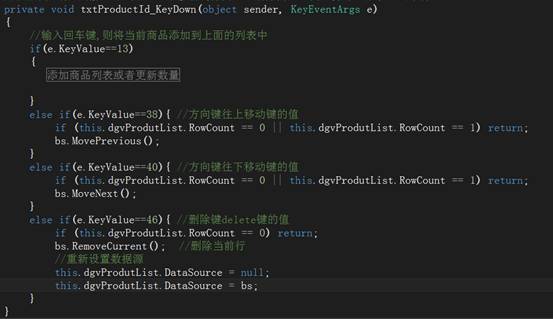 private void txtProductId_KeyDown(object sender, KeyEventArgs e)
{
//输入回车键,则将当前商品添加到上面的列表中
if(e.KeyValue==13)
{
添加商品列表或者更新数量
}
else if(e.KeyValue==38){ //方向键往上移动键的值
if (this.dgvProdutList.RowCount == 0 || this.dgvProdutList.RowCount == 1) return;
bs.MovePrevious();
}
else if(e.KeyValue==40){ //方向键往下移动键的值
if (this.dgvProdutList.RowCount == 0 || this.dgvProdutList.RowCount == 1) return;
bs.MoveNext();
}
else if(e.KeyValue==46){ //删除键delete键的值
if (this.dgvProdutList.RowCount == 0) return;
bs.RemoveCurrent(); //删除当前行
//重新设置数据源
this.dgvProdutList.DataSource = null;
this.dgvProdutList.DataSource = bs;
}
}